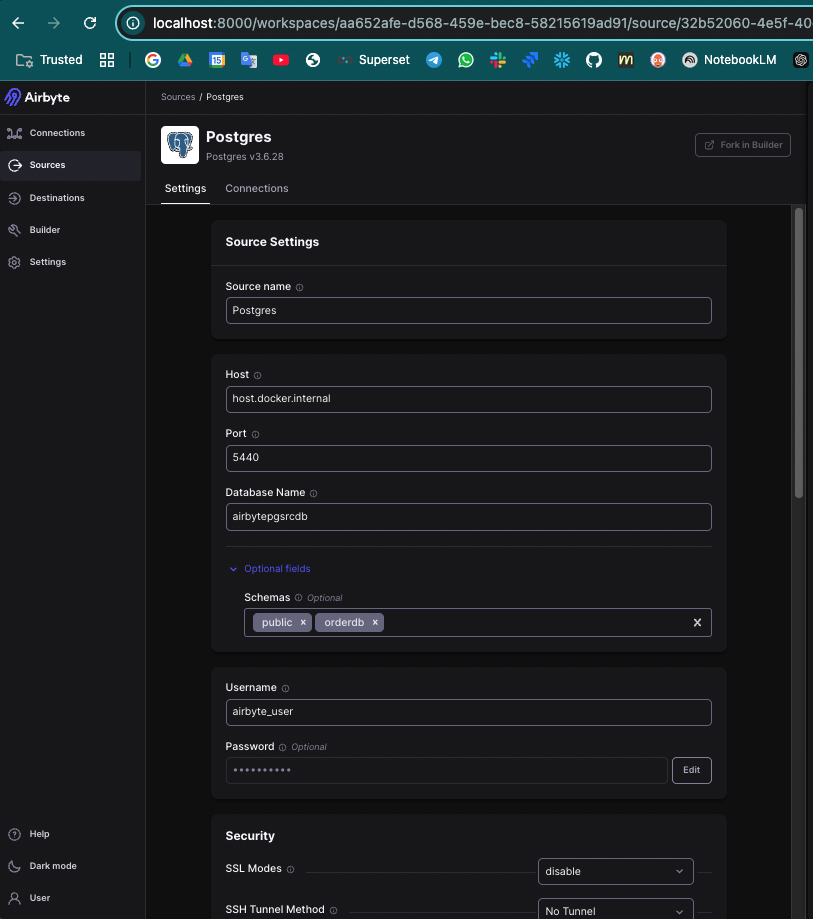 localhost:8000/workspaces/aa652afe-d568-459e-bec8-58215619ad91/source/32b52060-4e5f-40
Trusted
15
Superset
m
NotebookLM
Airbyte
Connections
Sources
Destinations
Builder
Settings
Sources / Postgres
Postgres
Postgres v3.6.28
Fork in Builder
Settings Connections
Source Settings
Source name
Postgres
Host
host.docker.internal
Port
5440
Database Name
airbytepgsrcdb
Optional fields
Schemas Optional
public × orderdb ×
Username
airbyte_user
Password Optional
••••••••••
Edit
Security
SSL Modes
disable
SSH Tunnel Method
No Tunnel
Help
Dark mode
User